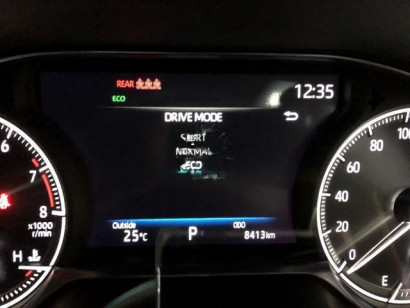 REAR
ECO
12:35
DRIVE MODE
NORMAL
ECO
6
7
8
x1000
r/min
H
Outside
25°C
P
ODO
8413km
100
80
60
40
20
0
E